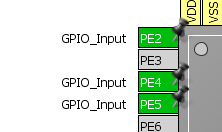 VDD
VSS
GPIO_Input PE2
PE3
GPIO_Input PE4
GPIO_Input PE5
PE6